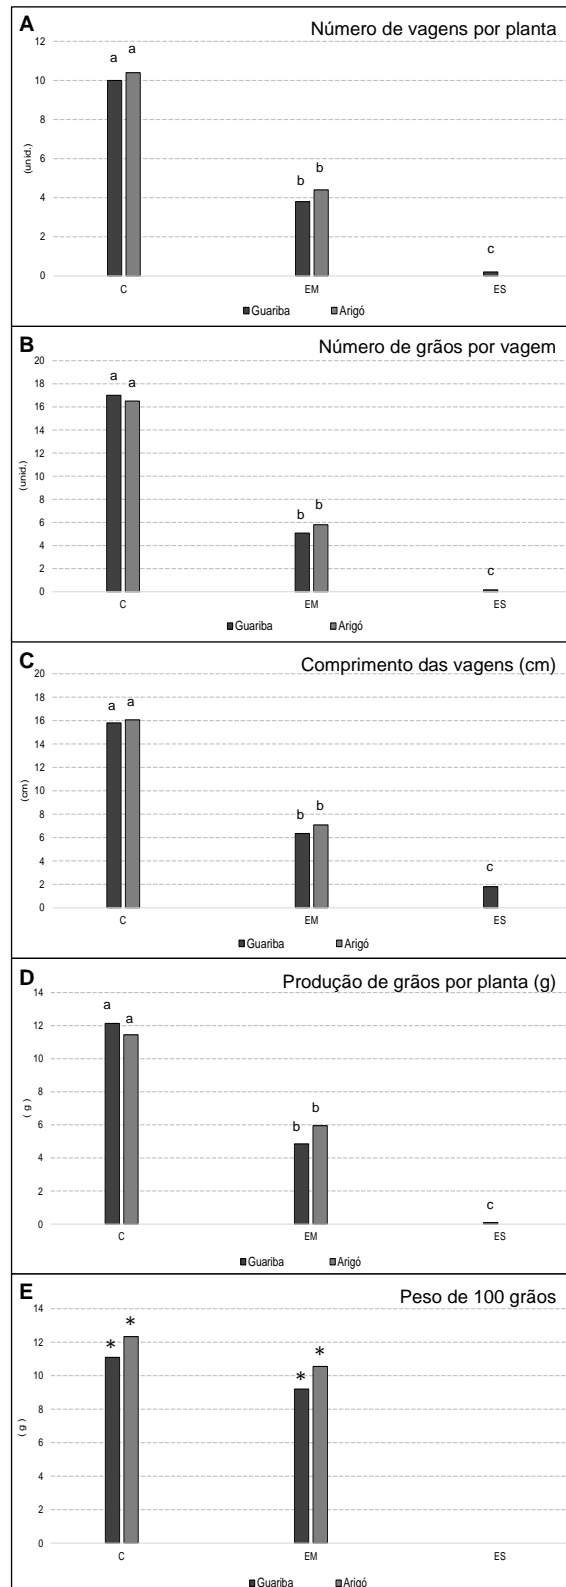 A
Número de vagens por planta
12
10
8
6
4
2
0
(unid.)
a a
b b
c
C EM ES
Guariba Arigó
B
Número de grãos por vagem
20
18
16
14
12
10
8
6
4
2
0
(unid.)
a a
b b
c
C EM ES
Guariba Arigó
C
Comprimento das vagens (cm)
20
18
16
14
12
10
8
6
4
2
0
(cm)
a a
b b
c
C EM ES
Guariba Arigó
D
Produção de grãos por planta (g)
14
12
10
8
6
4
2
0
( g )
a a
b b
c
C EM ES
Guariba Arigó
E
Peso de 100 grãos
14
12
10
8
6
4
2
0
( g )
* *
* *
C EM ES
Guariba Arigó